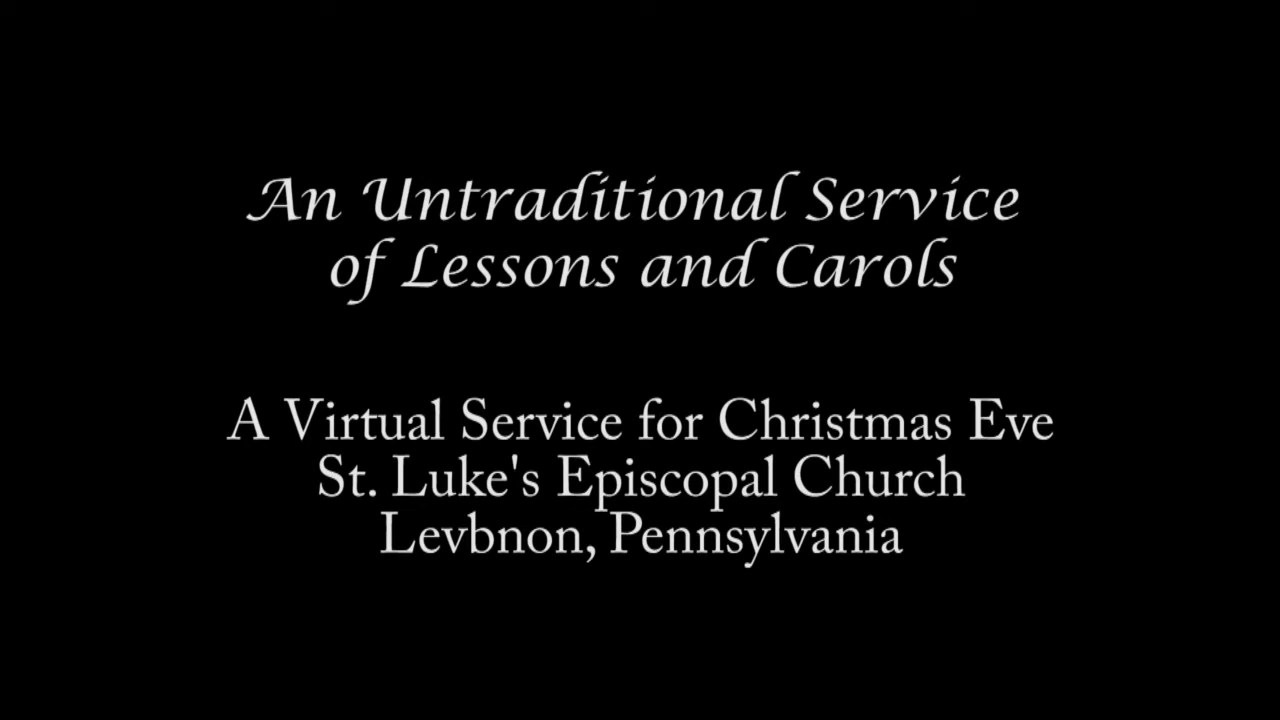 An Untraditional Service
of Lessons and Carols
A Virtual Service for Christmas Eve
St. Luke's Episcopal Church
Levbnon, Pennsylvania